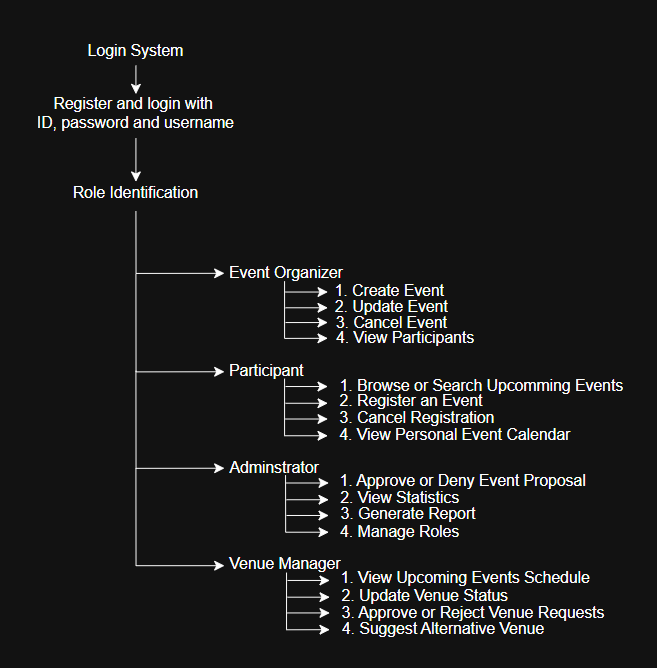 Login System
Register and login with
ID, password and username
Role Identification
Event Organizer
1. Create Event
2. Update Event
3. Cancel Event
4. View Participants
Participant
1. Browse or Search Upcomming Events
2. Register an Event
3. Cancel Registration
4. View Personal Event Calendar
Adminstrator
1. Approve or Deny Event Proposal
2. View Statistics
3. Generate Report
4. Manage Roles
Venue Manager
1. View Upcoming Events Schedule
2. Update Venue Status
3. Approve or Reject Venue Requests
4. Suggest Alternative Venue